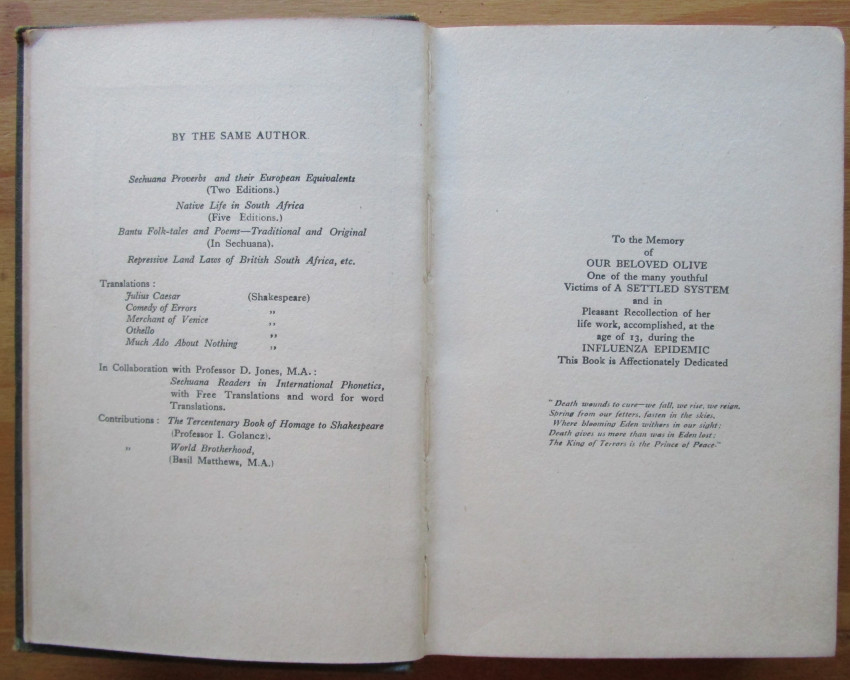 BY THE SAME AUTHOR.
Sechuana Proverbs and their European Equivalents
(Two Editions.)
Native Life in South Africa
(Five Editions.)
Bantu Folk-tales and Poems—Traditional and Original
(In Sechuana).
Repressive Land Laws of British South Africa, etc.
Translations :
Julius Caesar (Shakespeare)
Comedy of Errors „
Merchant of Venice „
Othello „
Much Ado About Nothing „
In Collaboration with Professor D. Jones, M.A. :
Sechuana Readers in International Phonetics,
with Free Translations and word for word
Translations.
Contributions : The Tercentenary Book of Homage to Shakespeare
(Professor I. Golancz).
„ World Brotherhood,
(Basil Matthews, M.A.)
To the Memory
of
OUR BELOVED OLIVE
One of the many youthful
Victims of A SETTLED SYSTEM
and in
Pleasant Recollection of her
life work, accomplished, at the
age of 13, during the
INFLUENZA EPIDEMIC
This Book is Affectionately Dedicated
“ Death wounds to cure—we fall, we rise, we reign,
Spring from our fetters, fasten in the skies,
Where blooming Eden withers in our sight:
Death gives us more than was in Eden lost:
The King of Terrors is the Prince of Peace.”